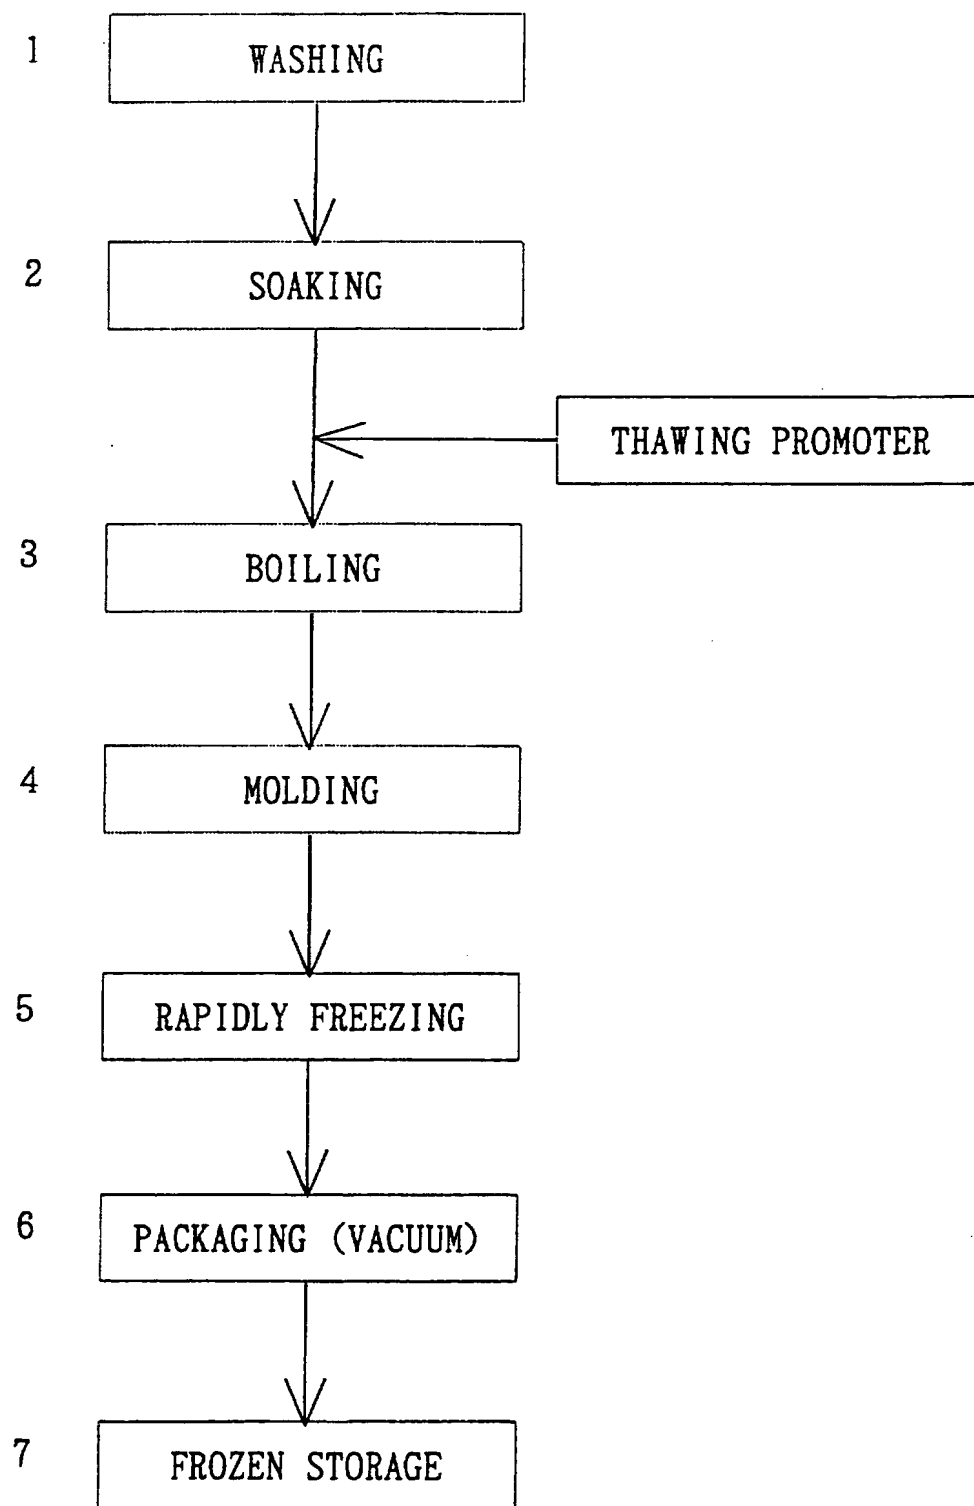 1 WASHING
2 SOAKING
THAWING PROMOTER
3 BOILING
4 MOLDING
5 RAPIDLY FREEZING
6 PACKAGING (VACUUM)
7 FROZEN STORAGE